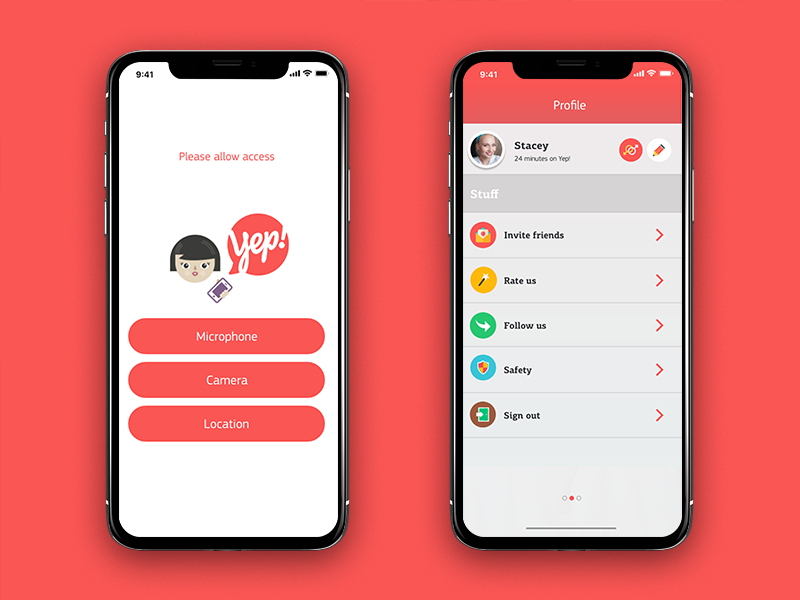 9:41
Please allow access
Yep!
Microphone
Camera
Location
9:41
Profile
Stacey
24 minutes on Yep!
Stuff
Invite friends
Rate us
Follow us
Safety
Sign out